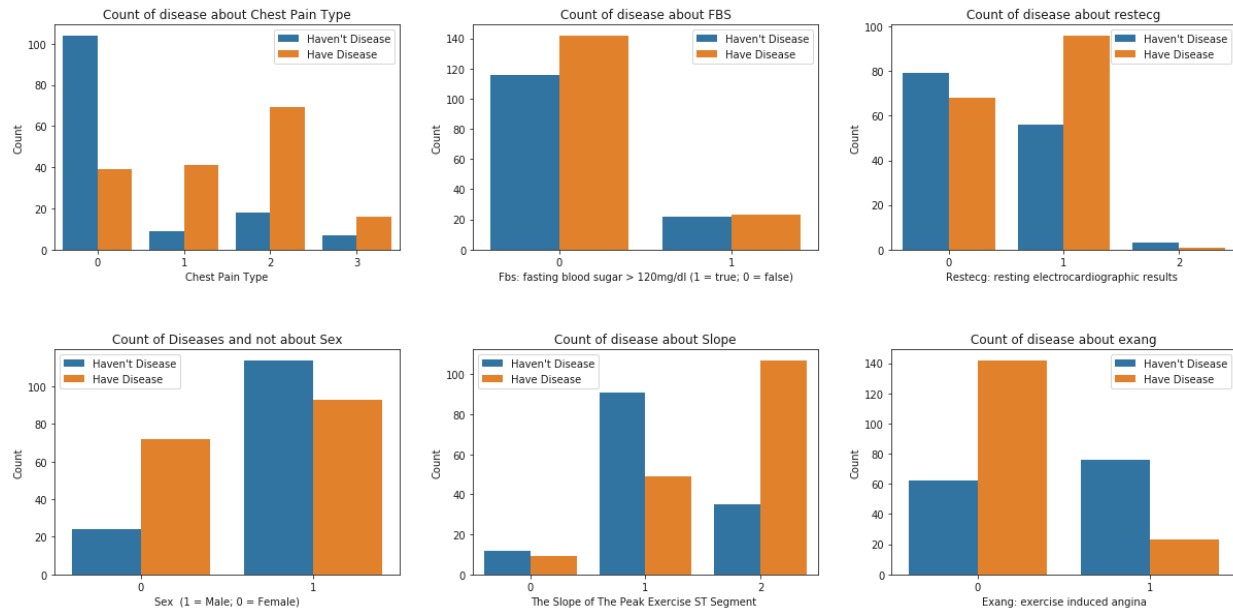 Count of disease about Chest Pain Type
Haven't Disease
Have Disease
Count
100
80
60
40
20
0
0 1 2 3
Chest Pain Type
Count of disease about FBS
Haven't Disease
Have Disease
Count
140
120
100
80
60
40
20
0
0 1
Fbs: fasting blood sugar > 120mg/dl (1 = true; 0 = false)
Count of disease about restecg
Haven't Disease
Have Disease
Count
100
80
60
40
20
0
0 1 2
Restecg: resting electrocardiographic results
Count of Diseases and not about Sex
Haven't Disease
Have Disease
Count
100
80
60
40
20
0
0 1
Sex (1 = Male; 0 = Female)
Count of disease about Slope
Haven't Disease
Have Disease
Count
100
80
60
40
20
0
0 1 2
The Slope of The Peak Exercise ST Segment
Count of disease about exang
Haven't Disease
Have Disease
Count
140
120
100
80
60
40
20
0
0 1
Exang: exercise induced angina